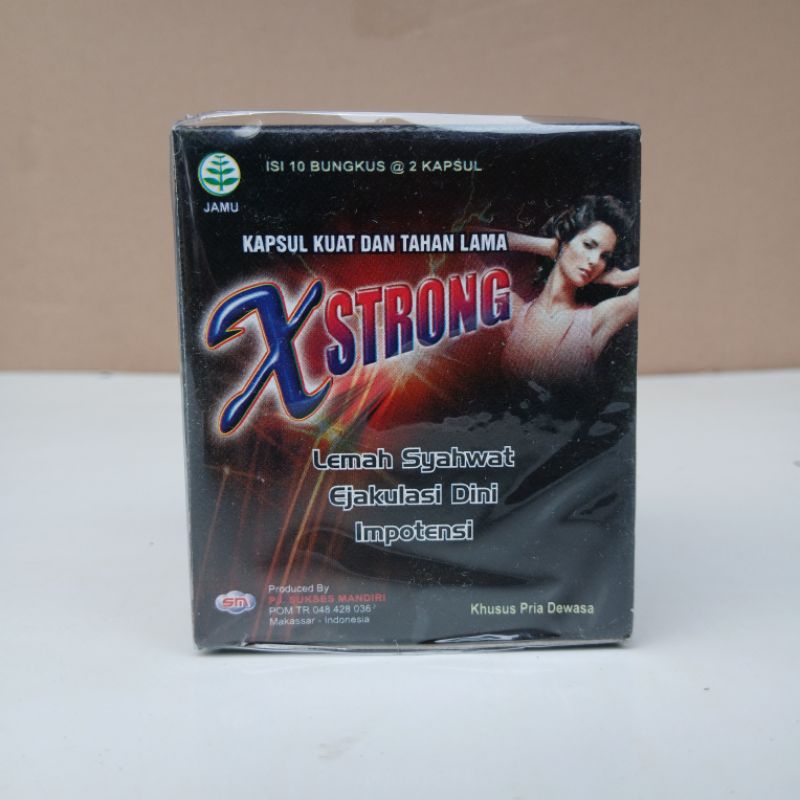 ISI 10 BUNGKUS @ 2 KAPSUL
JAMU
KAPSUL KUAT DAN TAHAN LAMA
X STRONG
Lemah Syahwat
Ejakulasi Dini
Impotensi
SM
Produced By
PJ. SUKSES MANDIRI
POM TR 048 428 036
Makassar - Indonesia
Khusus Pria Dewasa